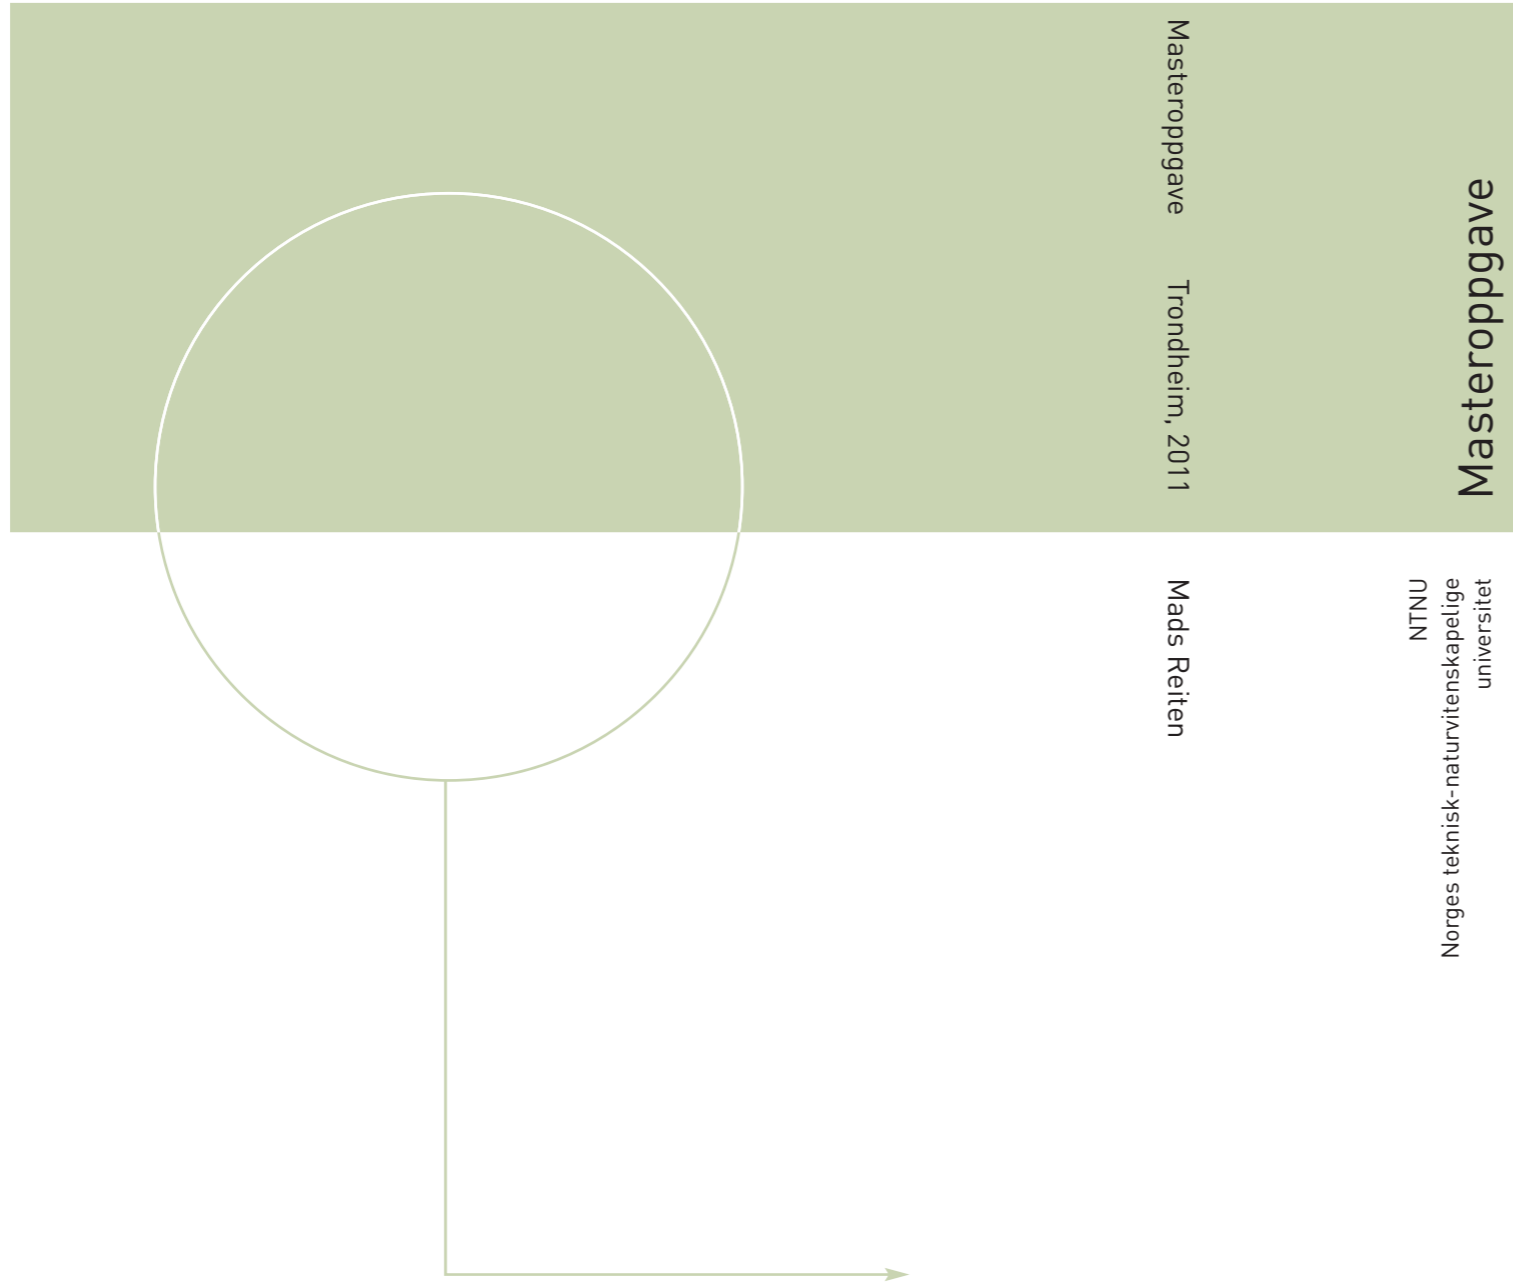 Masteroppgave
NTNU
Norges teknisk-naturvitenskapelige
universitet
Masteroppgave
Trondheim, 2011
Mads Reiten